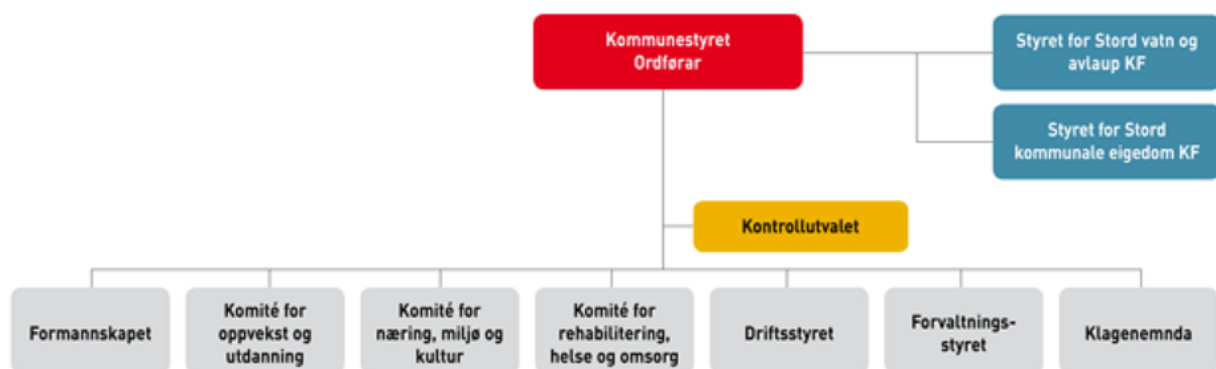 Kommunestyret
Ordførar
Styret for Stord vatn og
avlaup KF
Styret for Stord
kommunale eigedom KF
Kontrollutvalet
Formannskapet
Komité for
oppvekst og
utdanning
Komité for
næring, miljø og
kultur
Komité for
rehabilitering,
helse og omsorg
Driftsstyret
Forvaltnings-
styret
Klagenemnda